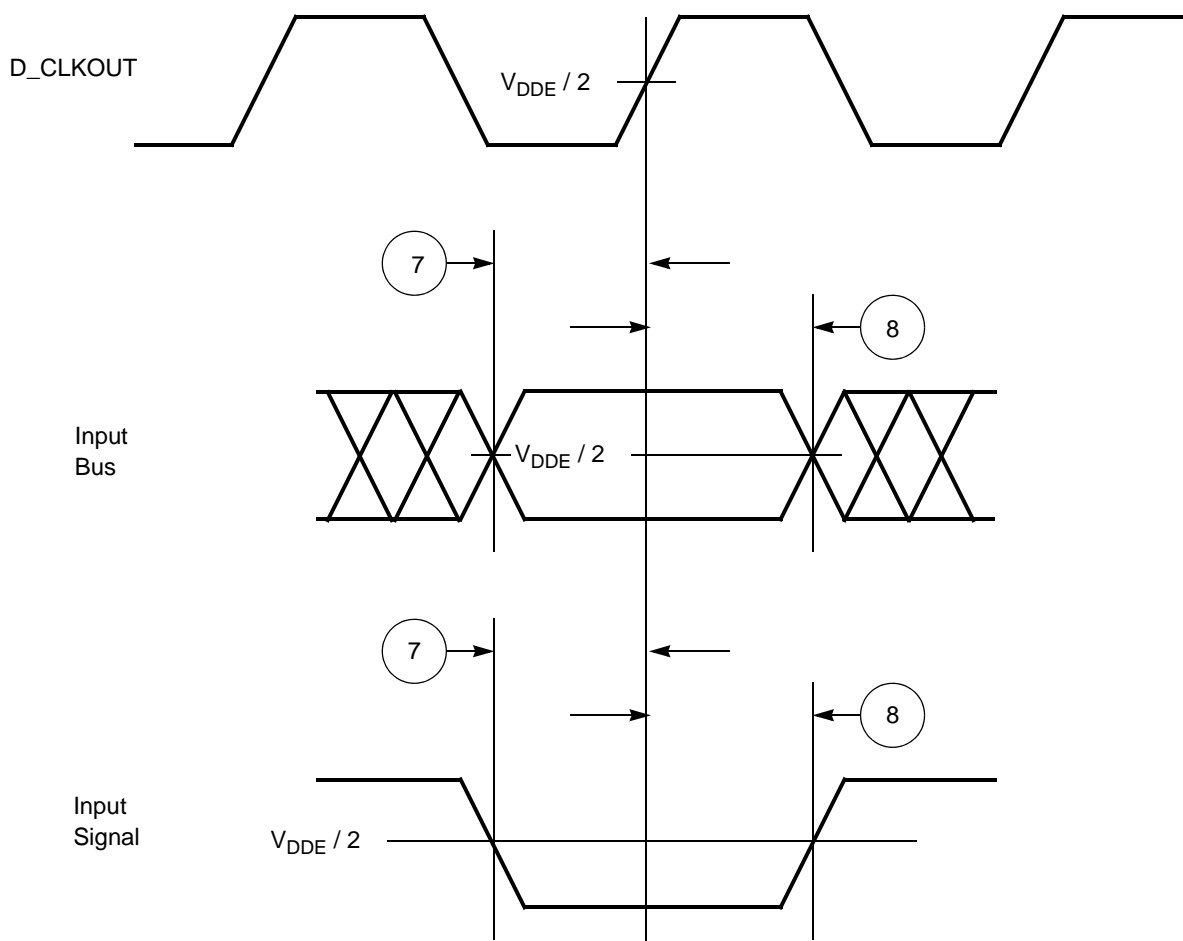 D_CLKOUT
VDDE / 2
7
8
Input
Bus
VDDE / 2
7
8
Input
Signal
VDDE / 2